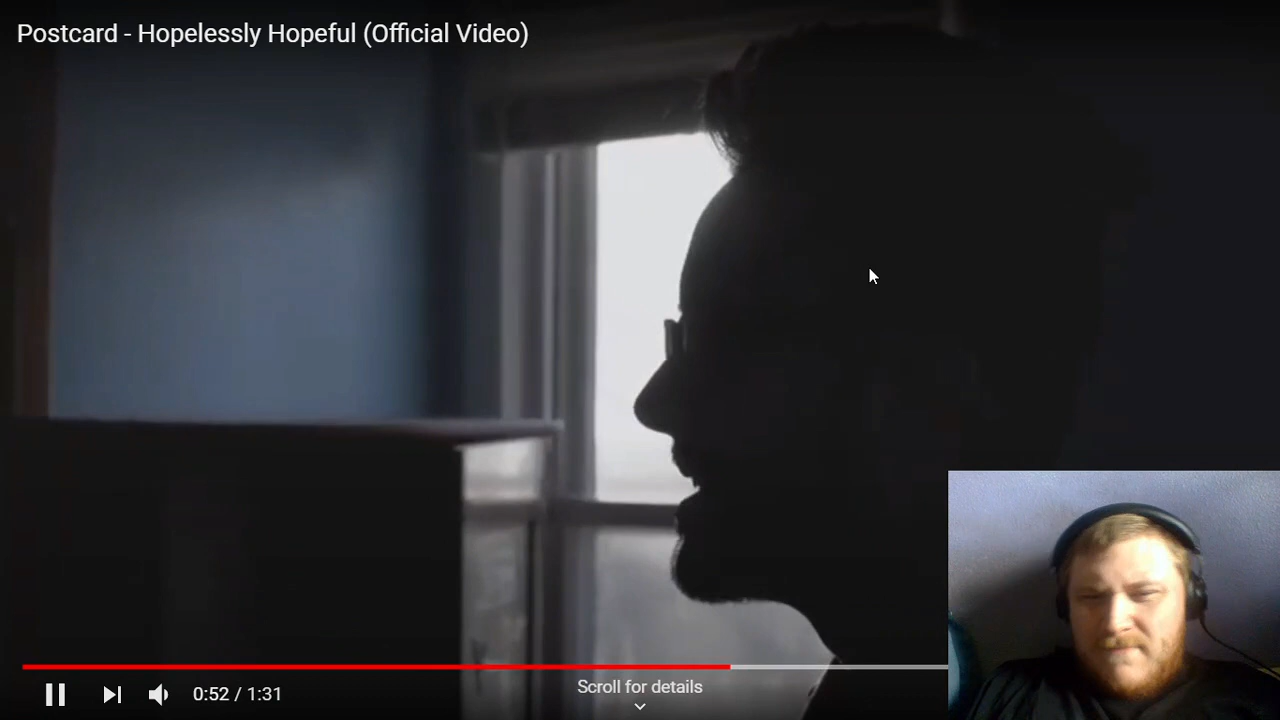 Postcard - Hopelessly Hopeful (Official Video)
0:52 / 1:31
Scroll for details